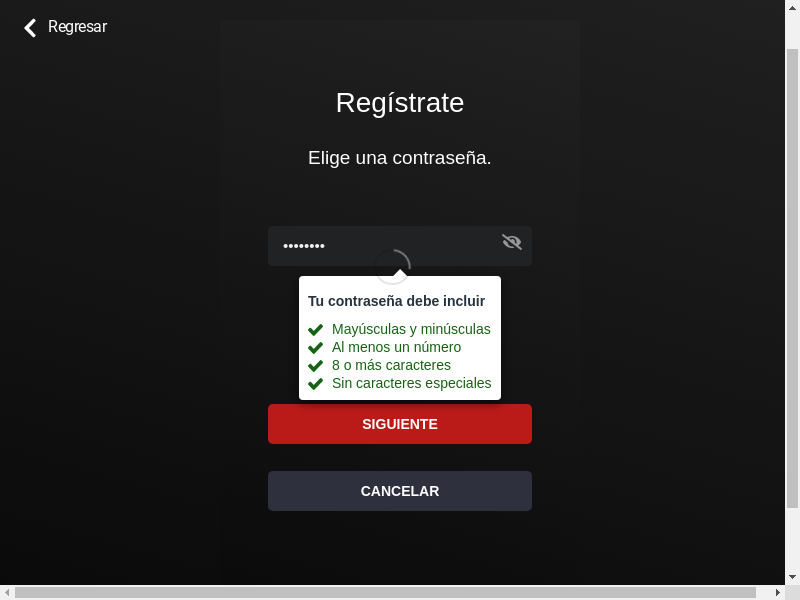 Regresar
Regístrate
Elige una contraseña.
••••••••
Tu contraseña debe incluir
Mayúsculas y minúsculas
Al menos un número
8 o más caracteres
Sin caracteres especiales
SIGUIENTE
CANCELAR